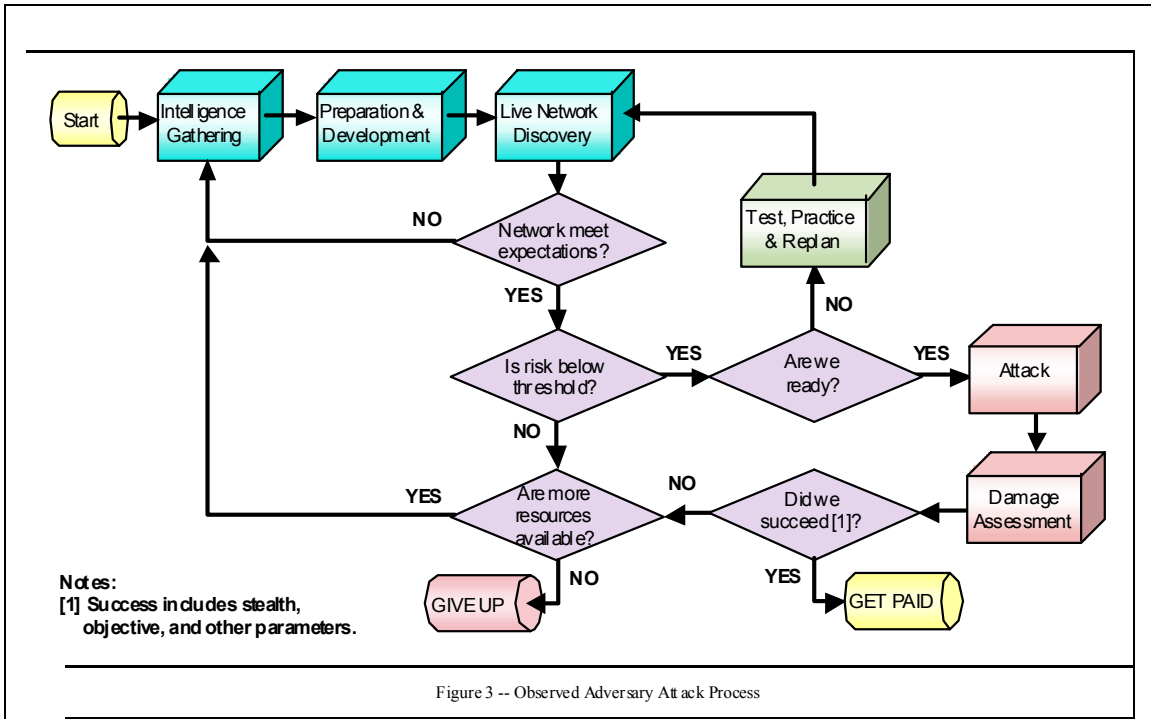 Start
Intelligence
Gathering
Preparation &
Development
Live Network
Discovery
NO
Network meet
expectations?
Test, Practice
& Replan
YES
NO
Is risk below
threshold?
YES
Are we
ready?
YES
Attack
NO
YES
Are more
resources
available?
NO
Did we
succeed [1]?
Damage
Assessment
NO
YES
GIVE UP
GET PAID
Notes:
[1] Success includes stealth,
objective, and other parameters.
Figure 3 -- Observed Adversary Attack Process